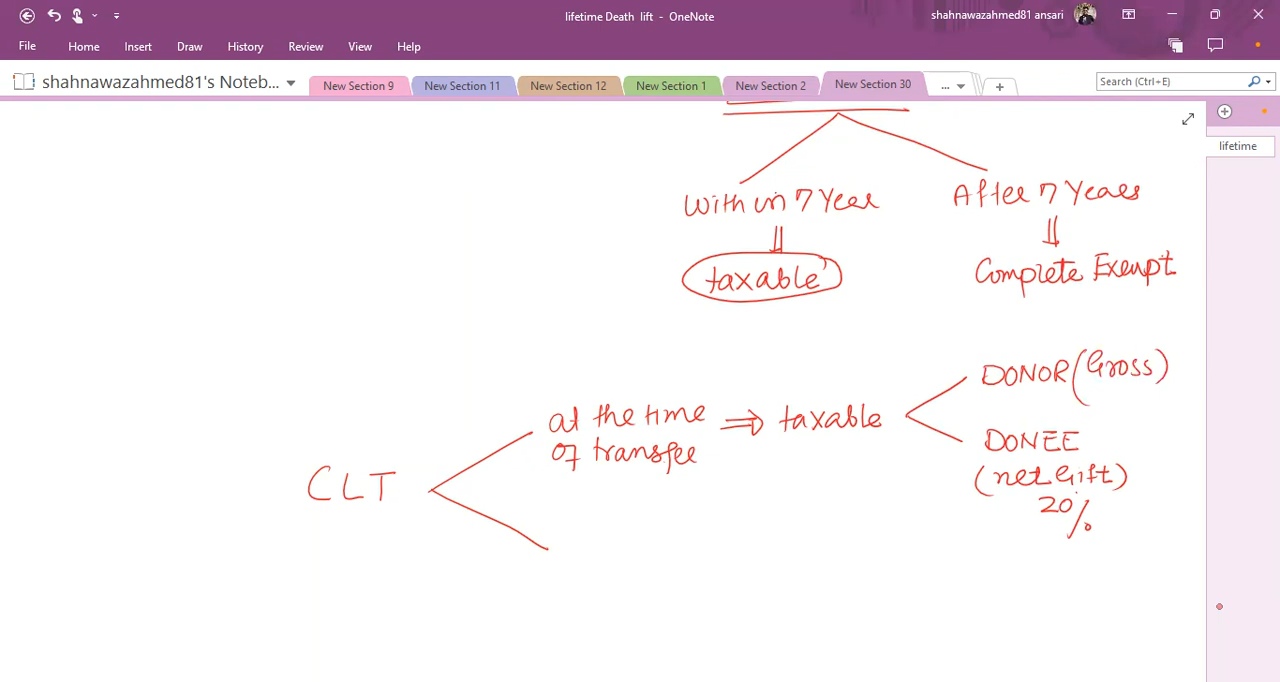 lifetime Death lift - OneNote
shahnawazahmed81 ansari
File Home Insert Draw History Review View Help
shahnawazahmed81's Noteb...
New Section 9
New Section 11
New Section 12
New Section 1
New Section 2
New Section 30
...
Search (Ctrl+E)
lifetime
Within 7 Year
After 7 Years
taxable
Complete Exempt
DONOR (Gross)
at the time
of transfer
⇒ taxable
DONEE
(net Gift)
20%
CLT